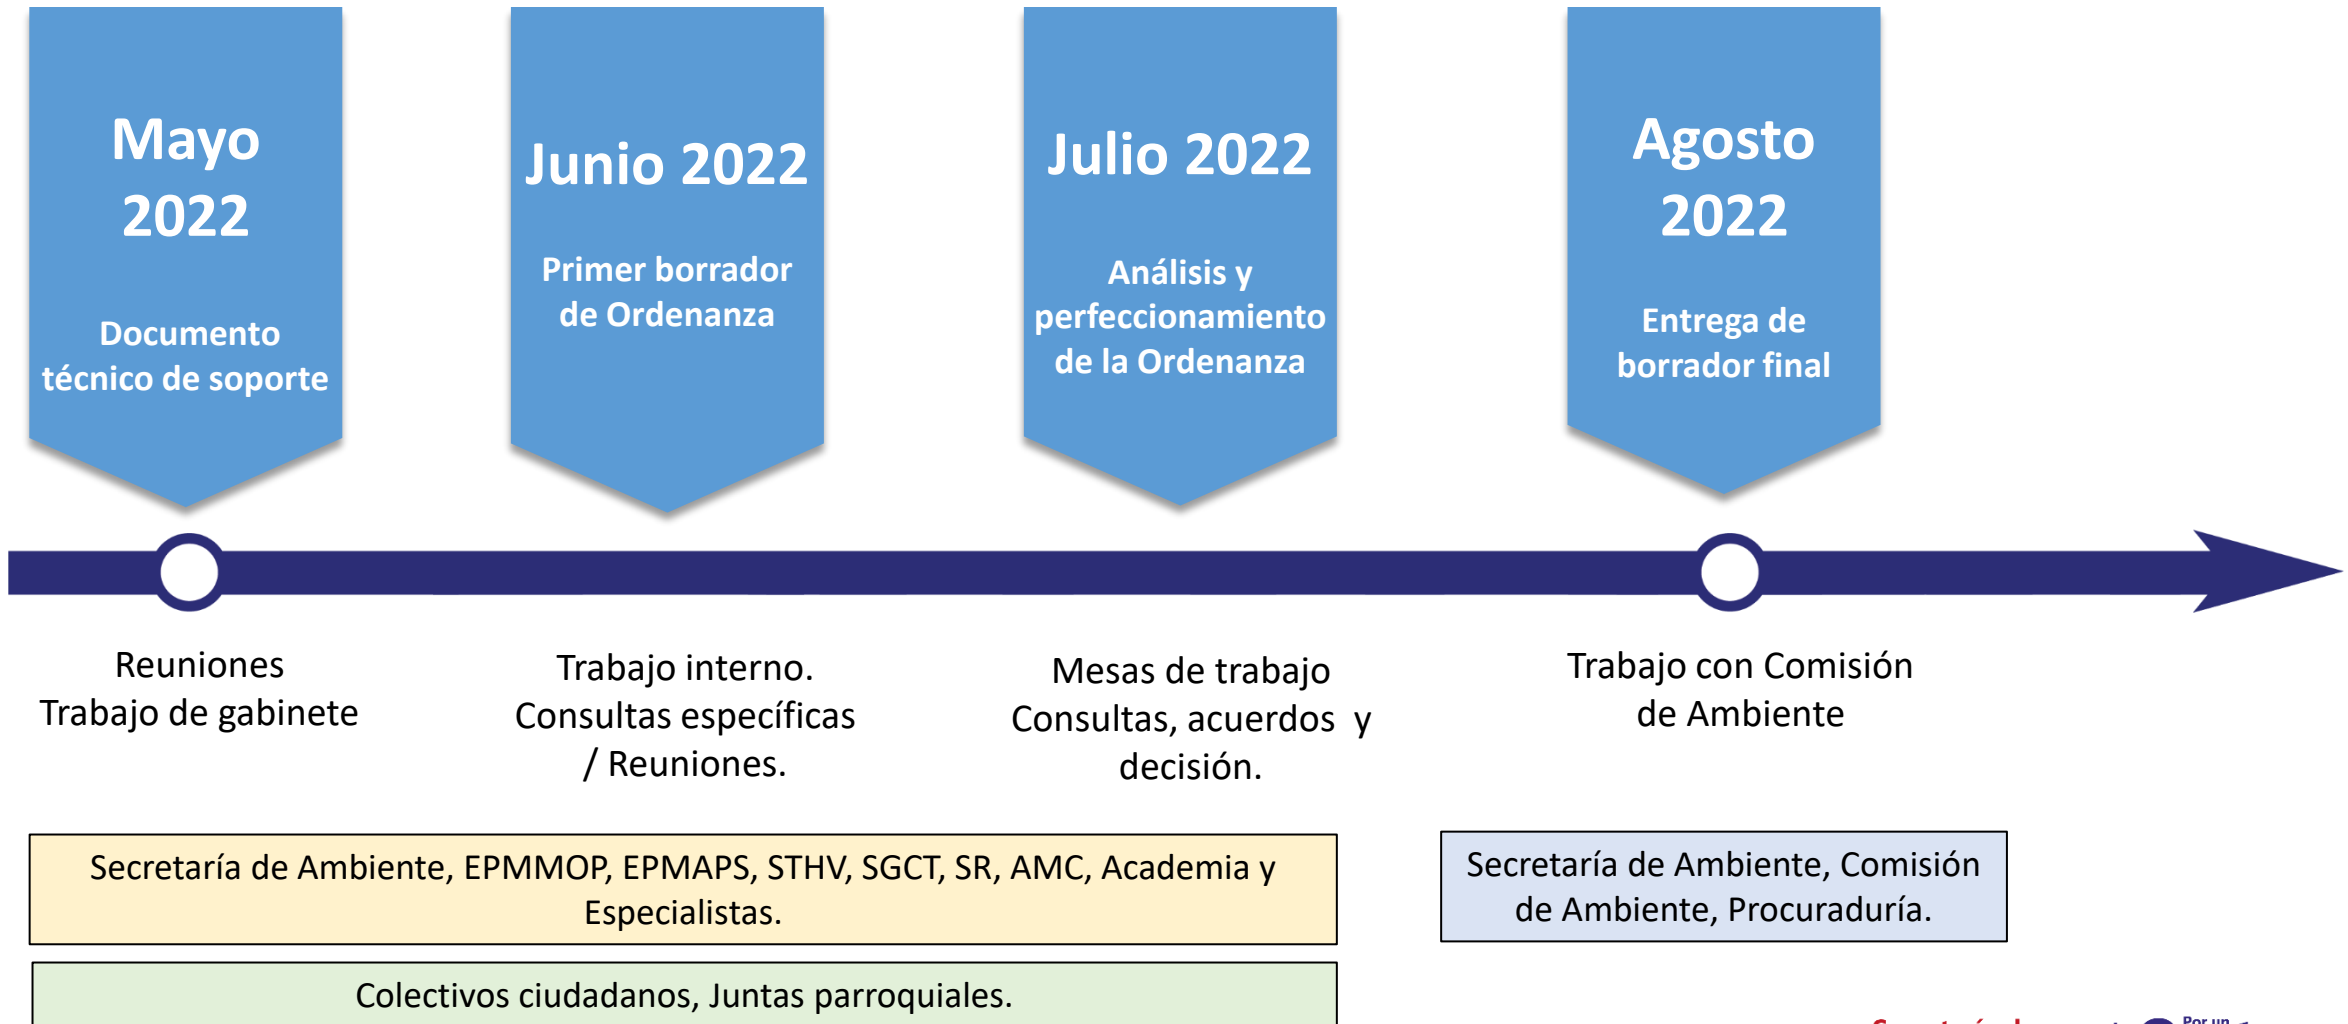 Mayo
2022
Documento
técnico de soporte
Junio 2022
Primer borrador
de Ordenanza
Julio 2022
Análisis y
perfeccionamiento
de la Ordenanza
Agosto
2022
Entrega de
borrador final
Reuniones
Trabajo de gabinete
Trabajo interno.
Consultas específicas
/ Reuniones.
Mesas de trabajo
Consultas, acuerdos y
decisión.
Trabajo con Comisión
de Ambiente
Secretaría de Ambiente, EPMMOP, EPMAPS, STHV, SGCT, SR, AMC, Academia y
Especialistas.
Secretaría de Ambiente, Comisión
de Ambiente, Procuraduría.
Colectivos ciudadanos, Juntas parroquiales.
Por un